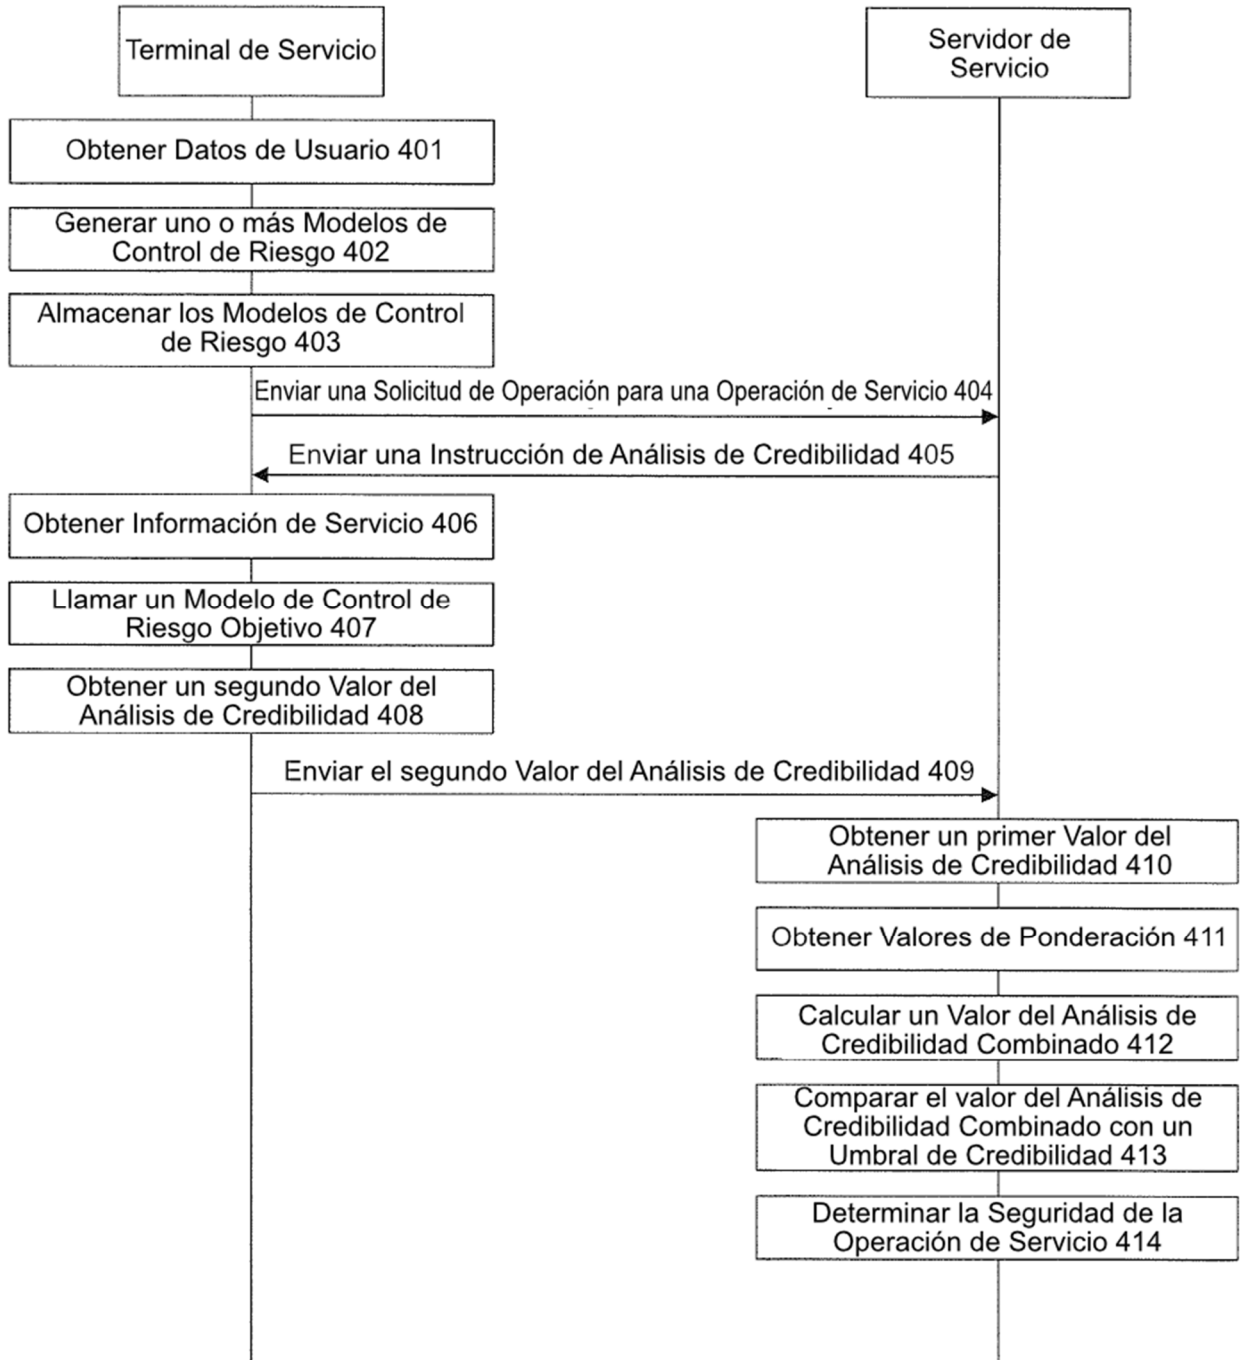 Terminal de Servicio
Servidor de
Servicio
Obtener Datos de Usuario 401
Generar uno o más Modelos de
Control de Riesgo 402
Almacenar los Modelos de Control
de Riesgo 403
Enviar una Solicitud de Operación para una Operación de Servicio 404
Enviar una Instrucción de Análisis de Credibilidad 405
Obtener Información de Servicio 406
Llamar un Modelo de Control de
Riesgo Objetivo 407
Obtener un segundo Valor del
Análisis de Credibilidad 408
Enviar el segundo Valor del Análisis de Credibilidad 409
Obtener un primer Valor del
Análisis de Credibilidad 410
Obtener Valores de Ponderación 411
Calcular un Valor del Análisis de
Credibilidad Combinado 412
Comparar el valor del Análisis de
Credibilidad Combinado con un
Umbral de Credibilidad 413
Determinar la Seguridad de la
Operación de Servicio 414